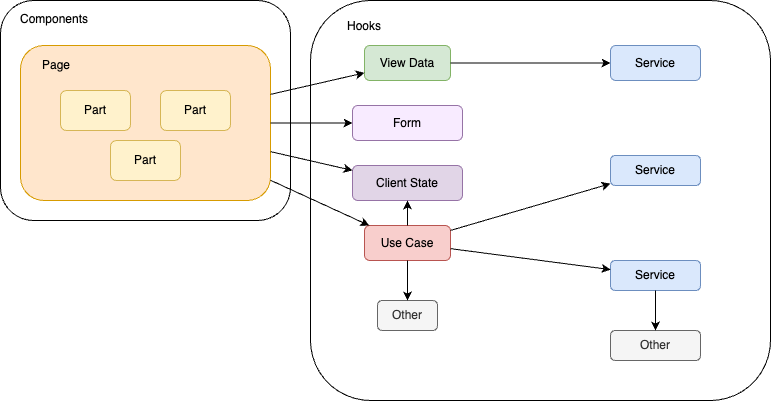 Components
Hooks
Page
View Data
Service
Part
Part
Form
Part
Service
Client State
Use Case
Service
Other
Other